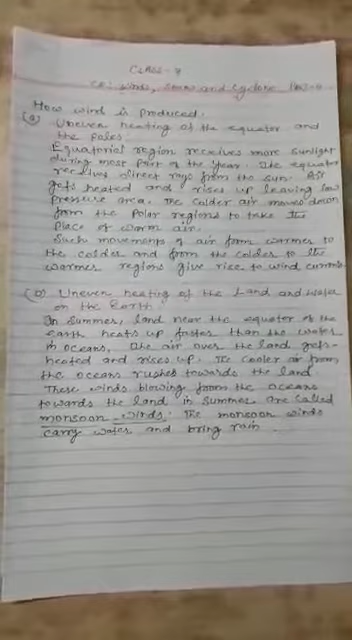 CLASS-7
Ch: Wind, Storm and Cyclone
How wind is produced.
(a) Uneven heating of the equator and
the poles.
Equatorial region receives more sunlight
during most part of the year. The equator
receives direct rays from the sun. Air
gets heated and rises up leaving low
pressure area. The colder air moves down
from the Polar regions to take the
place of warm air.
Such movements of air from warmer to
the colder and from the colder to the
warmer regions give rise to wind
(b) Uneven heating of the Land and water
on the Earth
In Summer, land near the equator of the
earth heats up faster than the water
in oceans. The air over the land gets
heated and rises up. The cooler air from
the oceans rushes towards the land
These winds blowing from the oceans
towards the land in summer are called
monsoon winds. The monsoon winds
carry water and bring rain